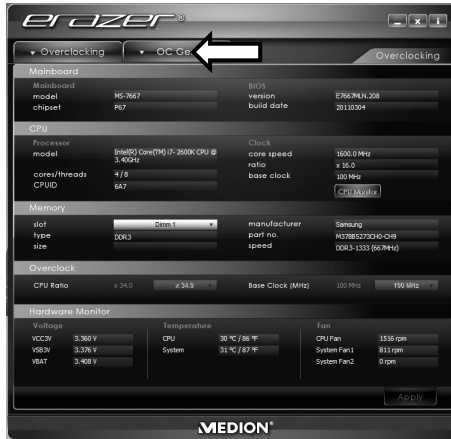 erazer®
Overclocking OC Ge Overclocking
Mainboard
Mainboard BIOS
model MS-7667 version E7667MLN.208
chipset P67 build date 20110304
CPU
Processor Clock
model Intel(R) Core(TM) i7- 2600K CPU @ 3.40GHz core speed 1600.0 MHz
ratio x 16.0
cores/threads 4 / 8 base clock 100 MHz
CPUID 6A7 CPU Monitor
Memory
slot Dimm 1 manufacturer Samsung
type DDR3 part no. M378B5273CH0-CH9
size speed DDR3-1333 (667MHz)
Overclock
CPU Ratio x 34.0 x 34.0 Base Clock (MHz) 100 MHz 100 MHz
Hardware Monitor
Voltage Temperature Fan
VCC3V 3.360 V CPU 30 °C / 86 °F CPU Fan 1516 rpm
VSB3V 3.376 V System 31 °C / 87 °F System Fan1 811 rpm
VBAT 3.408 V System Fan2 0 rpm
Apply
MEDION®